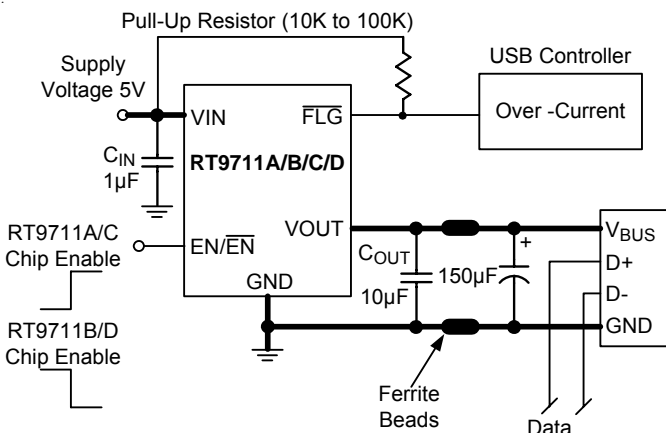 Pull-Up Resistor (10K to 100K)
Supply
Voltage 5V
USB Controller
Over -Current
VIN
FLG
CIN
1µF
RT9711A/B/C/D
RT9711A/C
Chip Enable
EN/EN
VOUT
GND
COUT
10µF
150µF
+
VBUS
D+
D-
GND
RT9711B/D
Chip Enable
Ferrite
Beads
Data